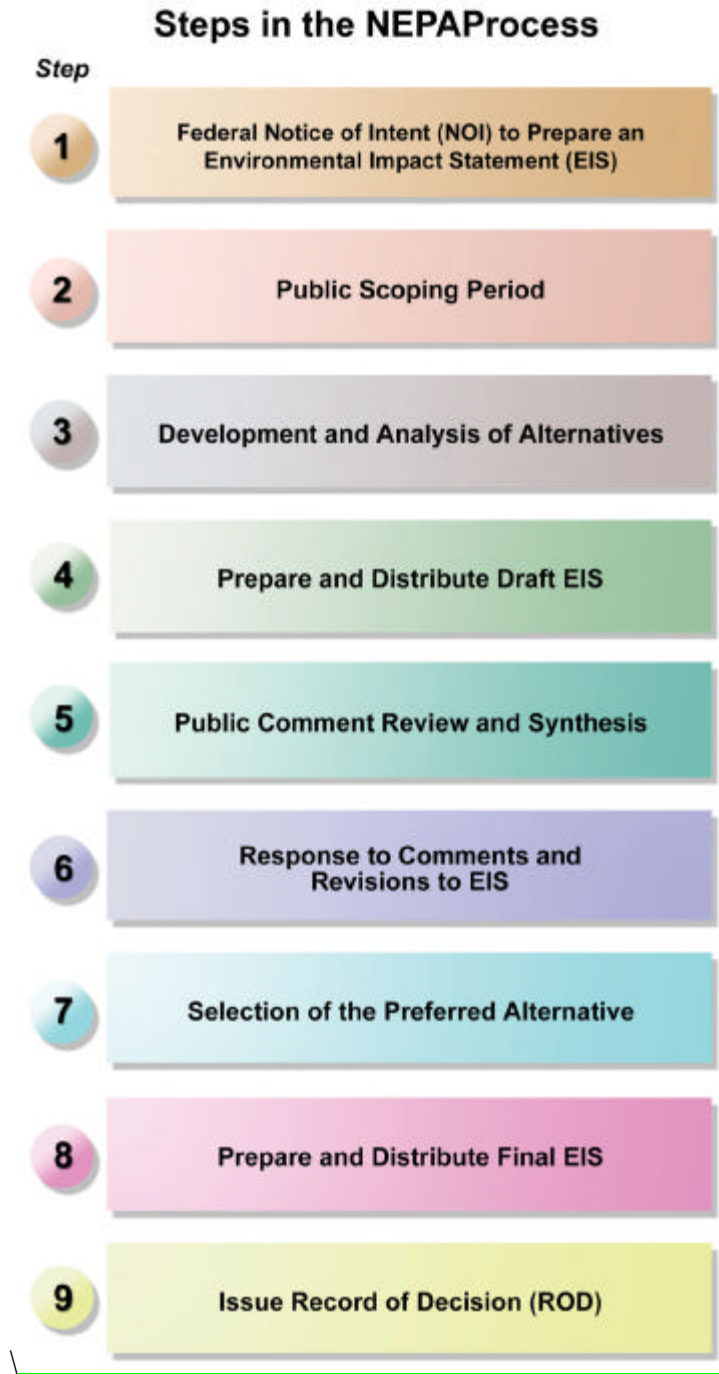 Steps in the NEPAProcess
Step
1
Federal Notice of Intent (NOI) to Prepare an
Environmental Impact Statement (EIS)
2
Public Scoping Period
3
Development and Analysis of Alternatives
4
Prepare and Distribute Draft EIS
5
Public Comment Review and Synthesis
6
Response to Comments and
Revisions to EIS
7
Selection of the Preferred Alternative
8
Prepare and Distribute Final EIS
9
Issue Record of Decision (ROD)